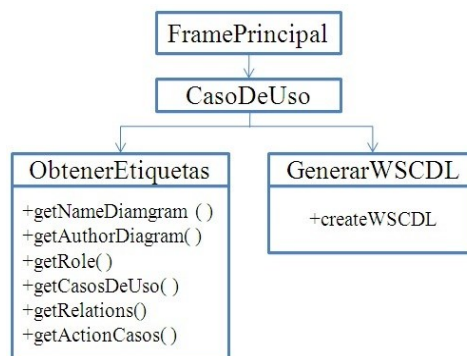 FramePrincipal
CasoDeUso
ObtenerEtiquetas
+getNameDiamgram ( )
+getAuthorDiagram( )
+getRole( )
+getCasosDeUso( )
+getRelations()
+getActionCasos( )
GenerarWSCDL
+createWSCDL